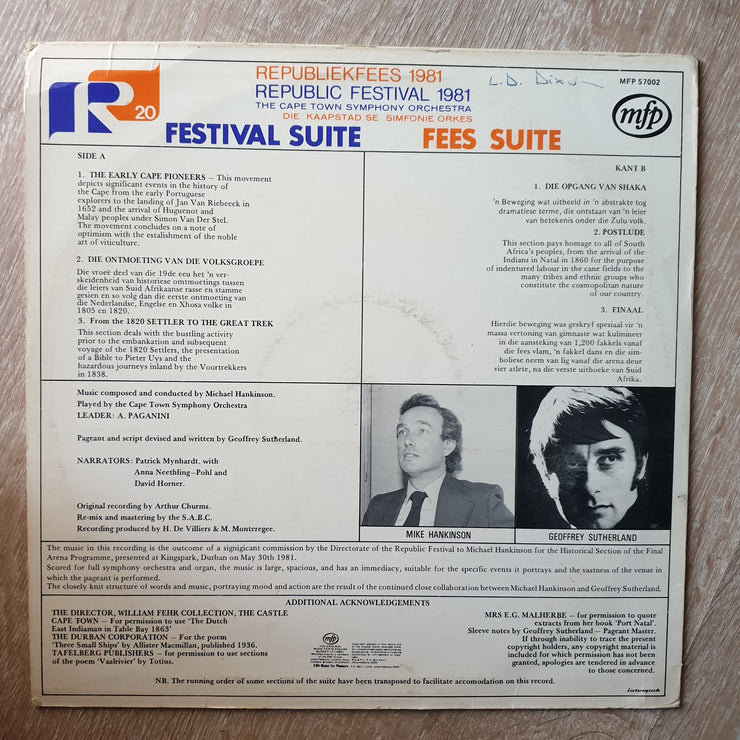 R
20
REPUBLIEKFEES 1981
REPUBLIC FESTIVAL 1981
THE CAPE TOWN SYMPHONY ORCHESTRA
DIE KAAPSTAD SE SIMFONIE ORKES
FESTIVAL SUITE FEES SUITE
L.D.
MFP 57002
mfp
SIDE A
1. THE EARLY CAPE PIONEERS – This movement
depicts significant events in the history of
the Cape from the early Portuguese
explorers to the landing of Jan Van Riebeeck in
1652 and the arrival of Huguenot and
Malay peoples under Simon Van Der Stel.
The movement concludes on a note of
optimism with the estalishment of the noble
art of viticulture.
2. DIE ONTMOETING VAN DIE VOLKSGROEPE
Die vroeë deel van die 19de eeu het 'n ver-
skeidenheid van historiese omtmoetings tussen
die leiers van Suid Afrikaanse rasse en stamme
gesien en so volg dan die eerste ontmoeting van
die Nederlandse, Engelse en Xhosa volke in
1805 en 1820.
3. From the 1820 SETTLER TO THE GREAT TREK
This section deals with the bustling activity
prior to the embankation and subsequent
voyage of the 1820 Settlers, the presentation
of a Bible to Pieter Uys and the
hazardous journeys inland by the Voortrekkers
in 1838.
KANT B
1. DIE OPGANG VAN SHAKA
'n Beweging wat uitbeeld in 'n abstrakte tog
dramatiese terme, die ontstaan van 'n leier
van betekenis onder die Zulu volk.
2. POSTLUDE
This section pays homage to all of South
Africa's peoples, from the arrival of the
Indians in Natal in 1860 for the purpose
of indentured labour in the cane fields to the
many tribes and ethnic groups who
constitute the cosmopolitan nature
of our country.
3. FINAAL
Hierdie beweging was geskryf spesiaal vir 'n
massa vertoning van gimnaste wat kulmineer
in die aansteking van 1,200 fakkels vanaf
die fees vlam, 'n fakkel dans en die sim-
boliese neem van lig vanaf die arena deur
vier atlete, na die verste uithoeke van Suid
Afrika.
Music composed and conducted by Michael Hankinson.
Played by the Cape Town Symphony Orchestra
LEADER: A. PAGANINI
Pageant and script devised and written by Geoffrey Sutherland.
NARRATORS: Patrick Mynhardt. with
Anna Neethling–Pohl and
David Horner.
Original recording by Arthur Churms.
Re-mix and mastering by the S.A.B.C.
Recording produced by H. De Villiers & M. Monteregee.
MIKE HANKINSON
GEOFFREY SUTHERLAND
The music in this recording is the outcome of a signigicant commission by the Directorate of the Republic Festival to Michael Hankinson for the Historical Section of the Final
Arena Programme, presented at Kingspark, Durban on May 30th 1981.
Scored for full symphony orchestra and organ, the music is large, spacious, and has an immediacy, suitable for the specific events it portrays and the vastness of the venue in
which the pageant is performed.
The closely knit structure of words and music, portraying mood and action are the result of the continued close collaboration between Michael Hankinson and Geoffrey Sutherland.
ADDITIONAL ACKNOWLEDGEMENTS
THE DIRECTOR, WILLIAM FEHR COLLECTION, THE CASTLE
CAPE TOWN – For permission to use 'The Dutch
East Indiaman in Table Bay 1863'
THE DURBAN CORPORATION – For the poem
'Three Small Ships' by Allister Macmillan, published 1936.
TAFELBERG PUBLISHERS – for permission to use sections
of the poem 'Vaalrivier' by Totius.
mfp
MRS E.G. MALHERBE – for permission to quote
extracts from her book 'Port Natal'.
Sleeve notes by Geoffrey Sutherland – Pageant Master.
If through inability to trace the present
copyright holders, any copyright material is
included for which permission has not been
granted, apologies are tendered in advance
to those concerned.
NB. The running order of some sections of the suite have been transposed to facilitate accomodation on this record.
interpak